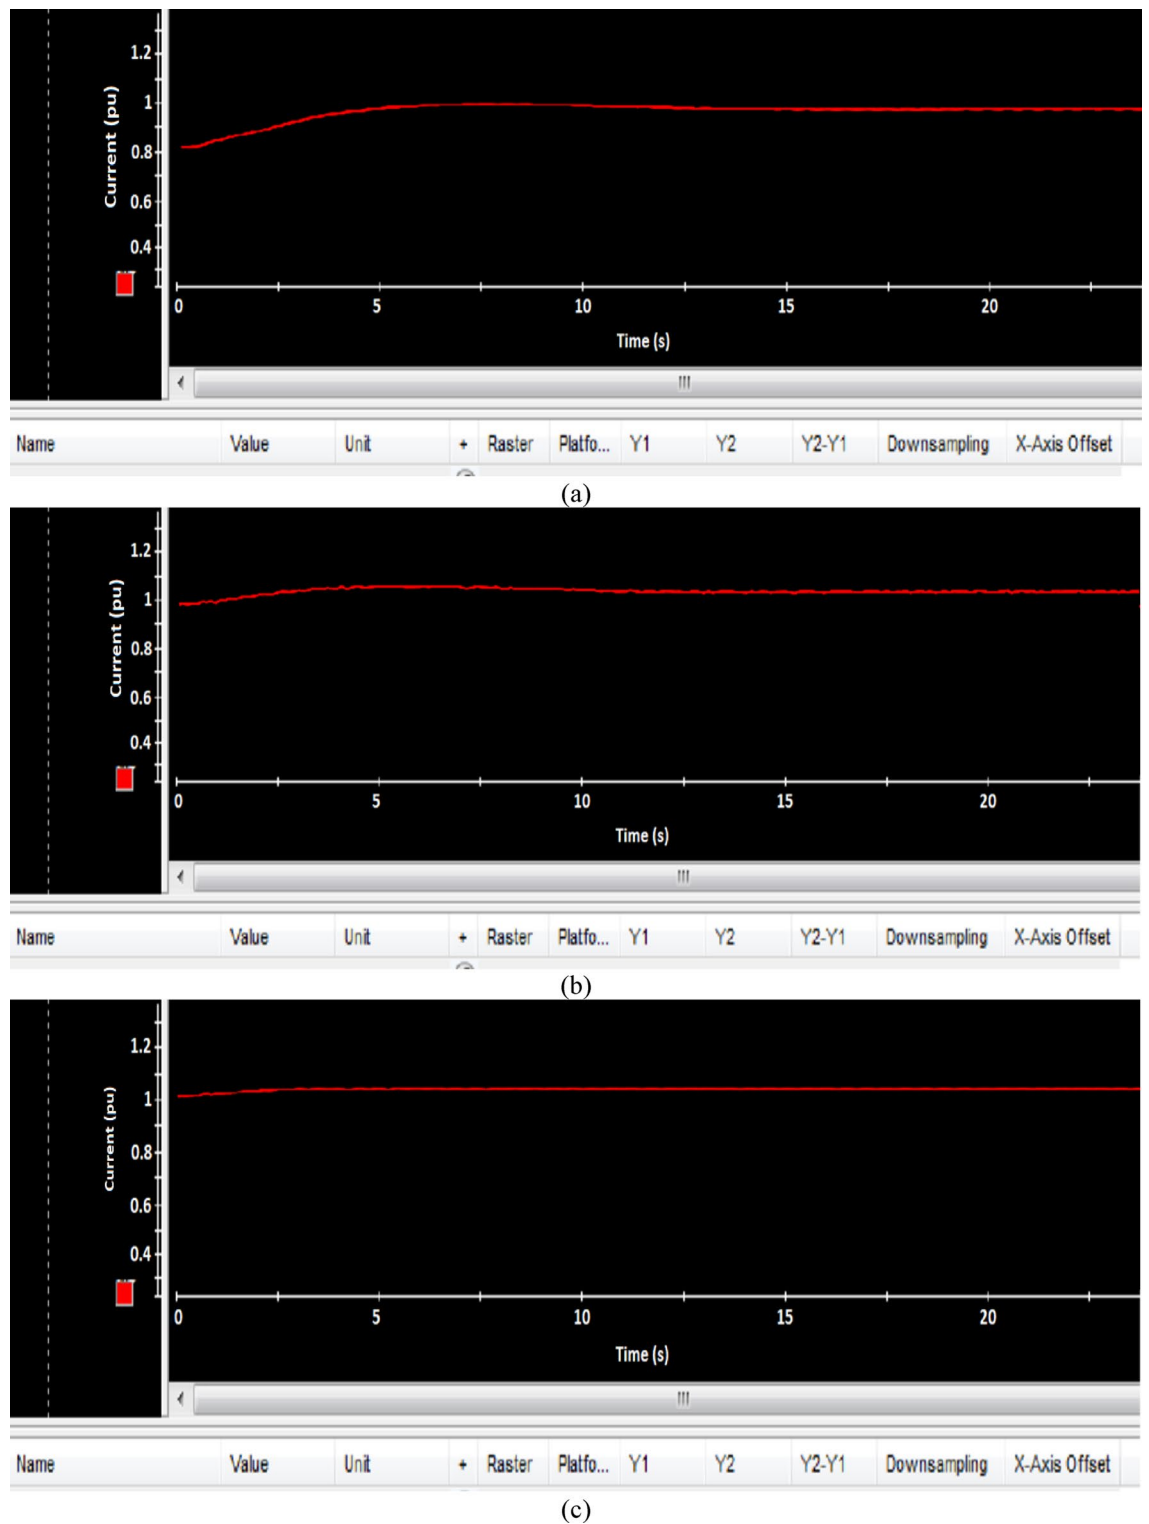 1.2
1
0.8
0.6
0.4
Current (pu)
0 5 10 15 20
Time (s)
Name Value Unit + Raster Platfo... Y1 Y2 Y2-Y1 Downsampling X-Axis Offset
(a)
1.2
1
0.8
0.6
0.4
Current (pu)
0 5 10 15 20
Time (s)
Name Value Unit + Raster Platfo... Y1 Y2 Y2-Y1 Downsampling X-Axis Offset
(b)
1.2
1
0.8
0.6
0.4
Current (pu)
0 5 10 15 20
Time (s)
Name Value Unit + Raster Platfo... Y1 Y2 Y2-Y1 Downsampling X-Axis Offset
(c)